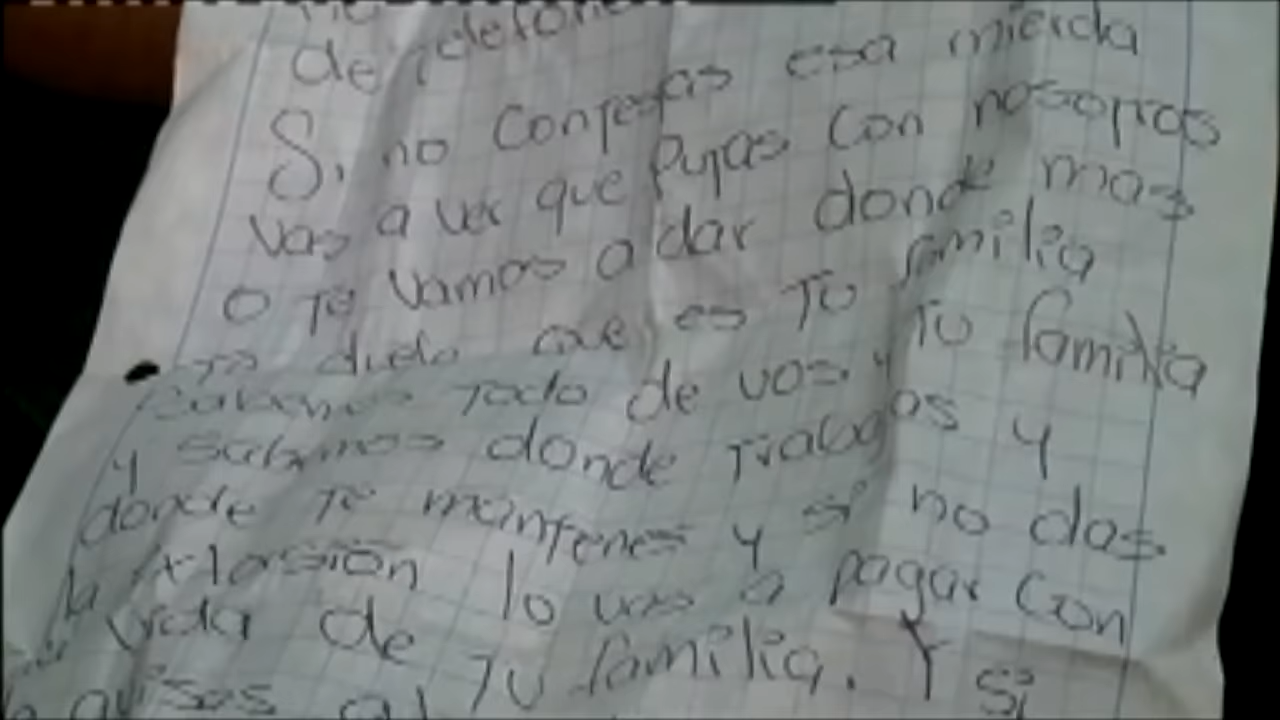 de telefono
Si no contestas esa mierda
vas a ver que Pujas con nosotros
o Te vamos a dar donde mas
Te duele que es TU familia
sabemos Todo de vos. y TU familia
y sabemos donde Trabajas y
donde Te mantenes y si no das
la extorsión lo vas a pagar con
vida de TU familia. Y si